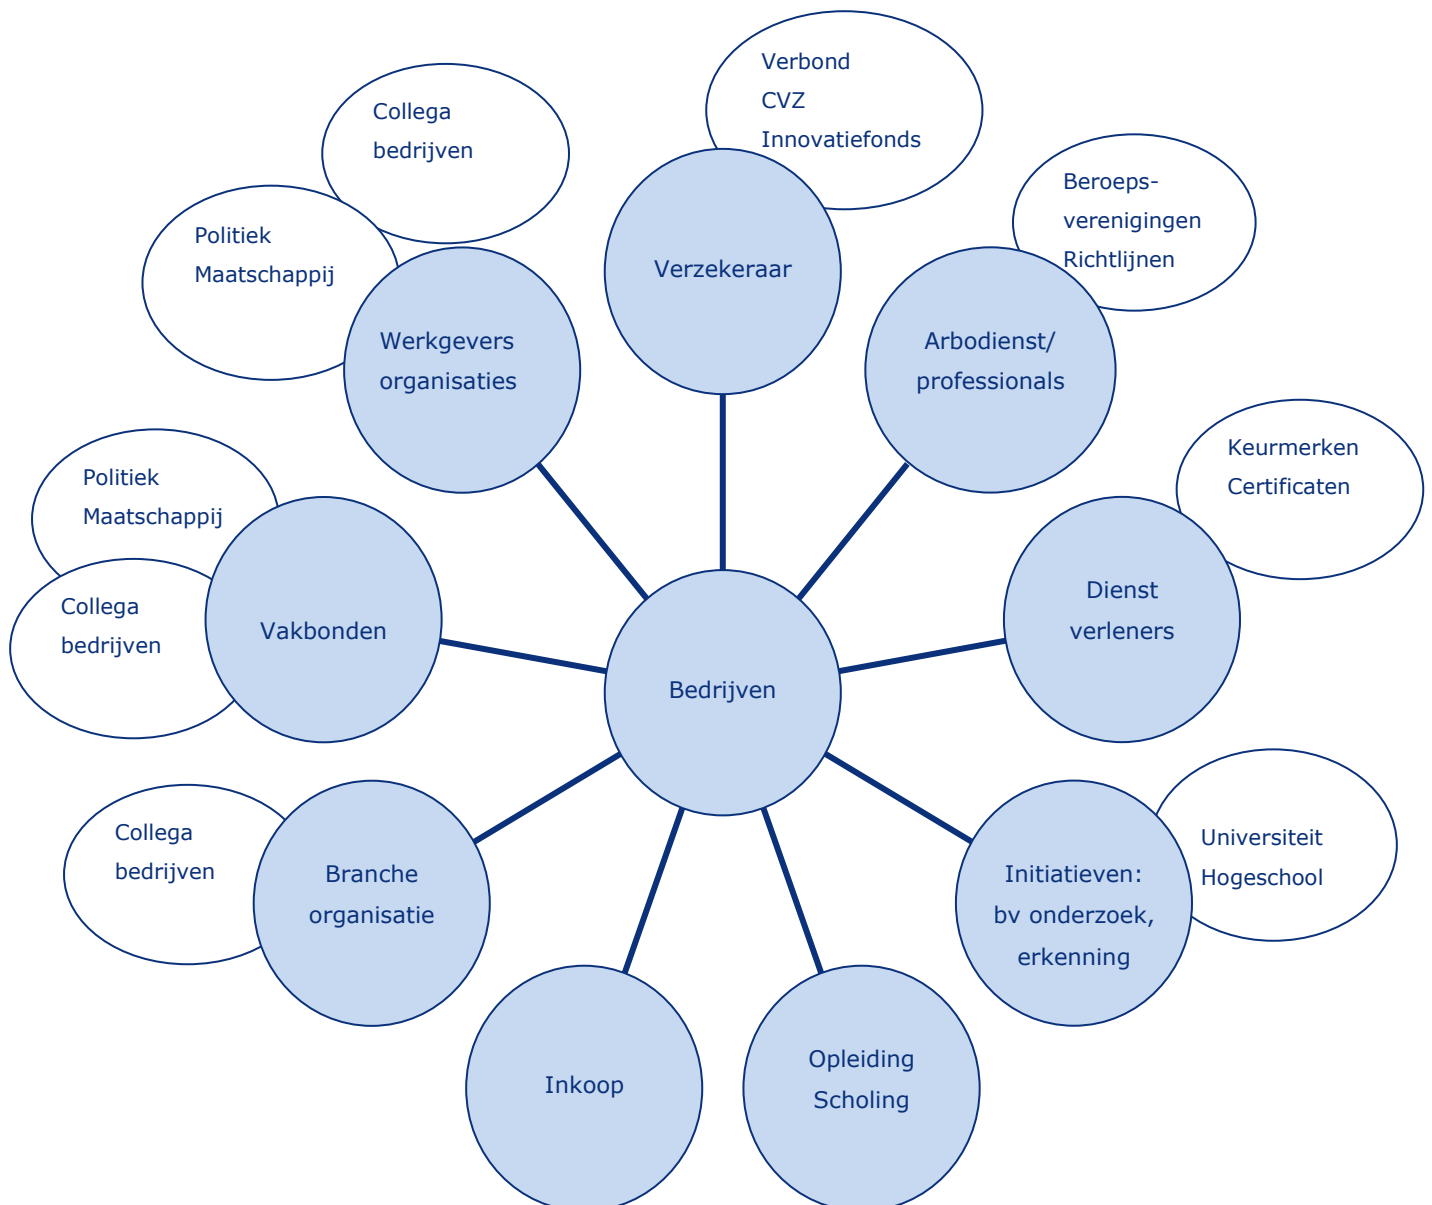 Verbond
CVZ
Innovatiefonds
Collega
bedrijven
Beroeps-
verenigingen
Richtlijnen
Politiek
Maatschappij
Verzekeraar
Werkgevers
organisaties
Arbodienst/
professionals
Keurmerken
Certificaten
Politiek
Maatschappij
Dienst
verleners
Collega
bedrijven
Vakbonden
Bedrijven
Collega
bedrijven
Universiteit
Hogeschool
Branche
organisatie
Initiatieven:
bv onderzoek,
erkenning
Inkoop
Opleiding
Scholing